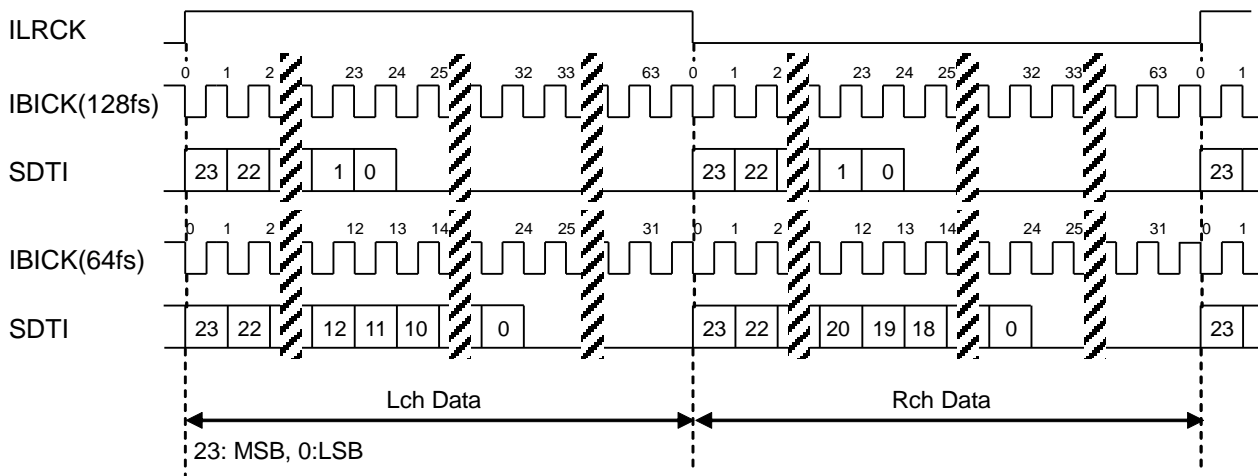 ILRCK
0 1 2 23 24 25 32 33 63 0 1 2 23 24 25 32 33 63 0 1
IBICK(128fs)
SDTI
23 22 1 0 23 22 1 0 23
0 1 2 12 13 14 24 25 31 0 1 2 12 13 14 24 25 31 0 1
IBICK(64fs)
SDTI
23 22 12 11 10 0 23 22 20 19 18 0 23
Lch Data Rch Data
23: MSB, 0:LSB